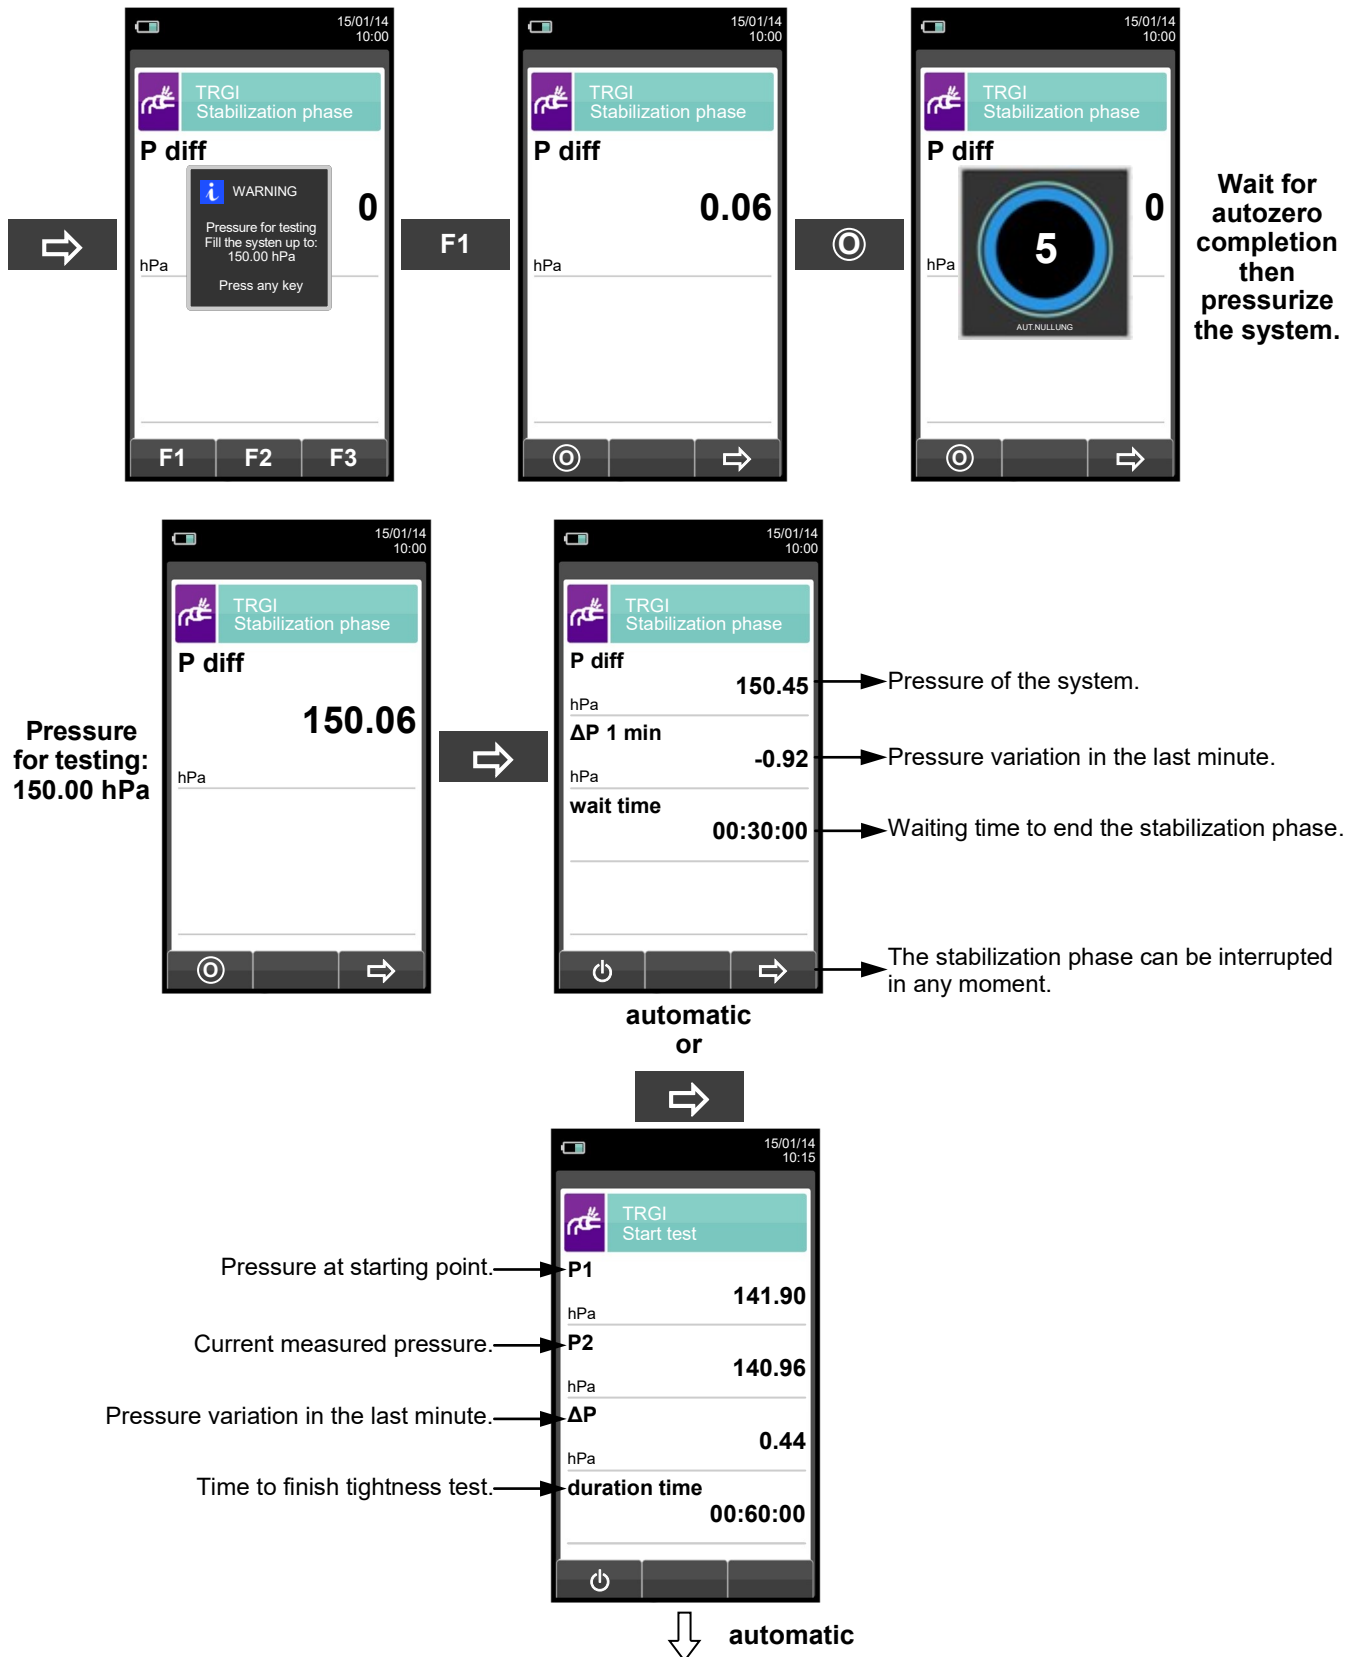 15/01/14
10:00
TRGI
Stabilization phase
P diff
WARNING
Pressure for testing
Fill the systen up to:
150.00 hPa
Press any key
0
hPa
F1 F2 F3
F1
15/01/14
10:00
TRGI
Stabilization phase
P diff
0.06
hPa
15/01/14
10:00
TRGI
Stabilization phase
P diff
5
AUT.NULLUNG
0
hPa
Wait for
autozero
completion
then
pressurize
the system.
Pressure
for testing:
150.00 hPa
15/01/14
10:00
TRGI
Stabilization phase
P diff
150.06
hPa
15/01/14
10:00
TRGI
Stabilization phase
P diff
150.45
hPa
Pressure of the system.
ΔP 1 min
-0.92
hPa
Pressure variation in the last minute.
wait time
00:30:00
Waiting time to end the stabilization phase.
The stabilization phase can be interrupted
in any moment.
automatic
or
15/01/14
10:15
TRGI
Start test
Pressure at starting point.
P1
141.90
hPa
Current measured pressure.
P2
140.96
hPa
Pressure variation in the last minute.
ΔP
0.44
hPa
Time to finish tightness test.
duration time
00:60:00
automatic